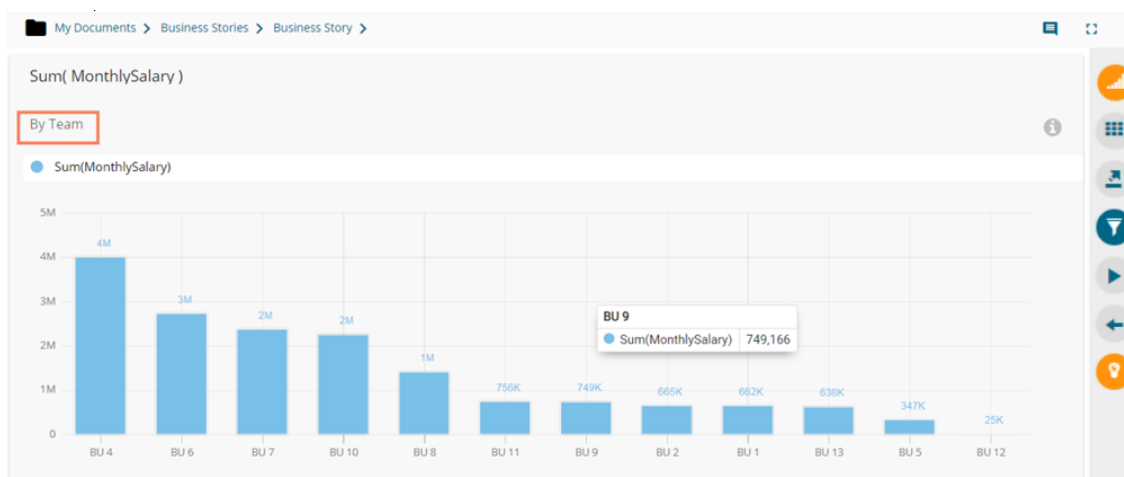 My Documents > Business Stories > Business Story >
Sum( MonthlySalary )
By Team
Sum(MonthlySalary)
5M
4M
3M
2M
1M
0
4M
3M
2M
2M
1M
756K
749K
665K
662K
638K
347K
25K
BU 9
Sum(MonthlySalary) 749,166
BU 4 BU 6 BU 7 BU 10 BU 8 BU 11 BU 9 BU 2 BU 1 BU 13 BU 5 BU 12